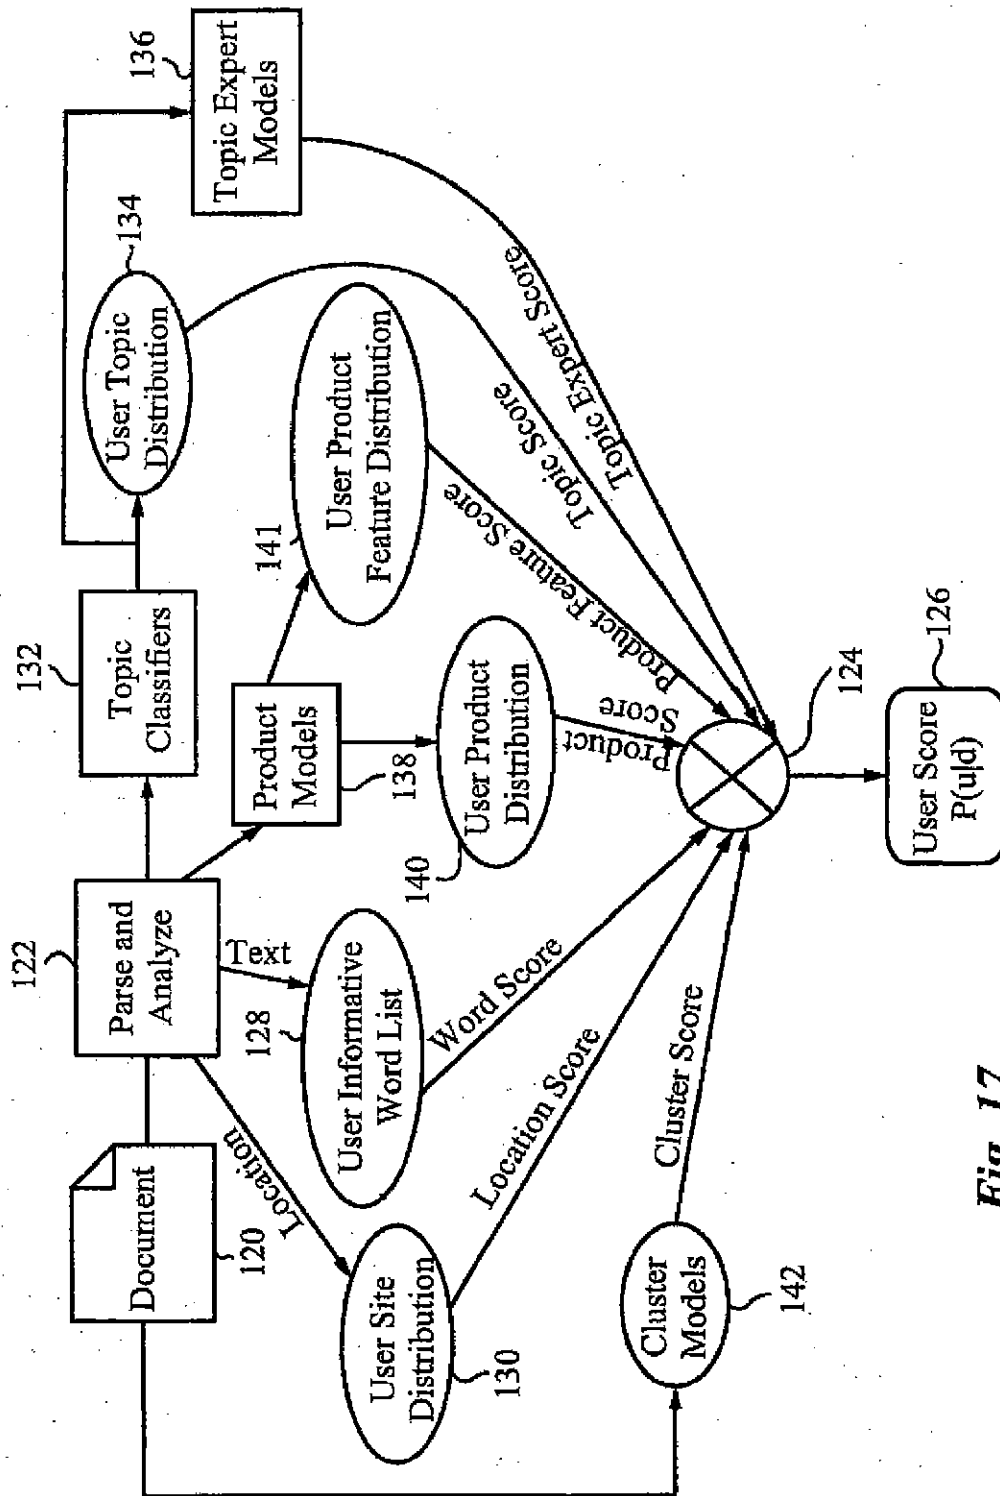 Document
120
Parse and
Analyze
122
Topic
Classifiers
132
User Topic
Distribution
134
Topic Expert
Models
136
Location
Text
User Site
Distribution
130
User Informative
Word List
128
Product
Models
138
User Product
Distribution
140
User Product
Feature Distribution
141
Cluster
Models
142
Cluster Score
Location Score
Word Score
Product
Score
Product Feature Score
Topic Score
Topic Expert Score
124
User Score
P(u|d)
126
Fig. 17